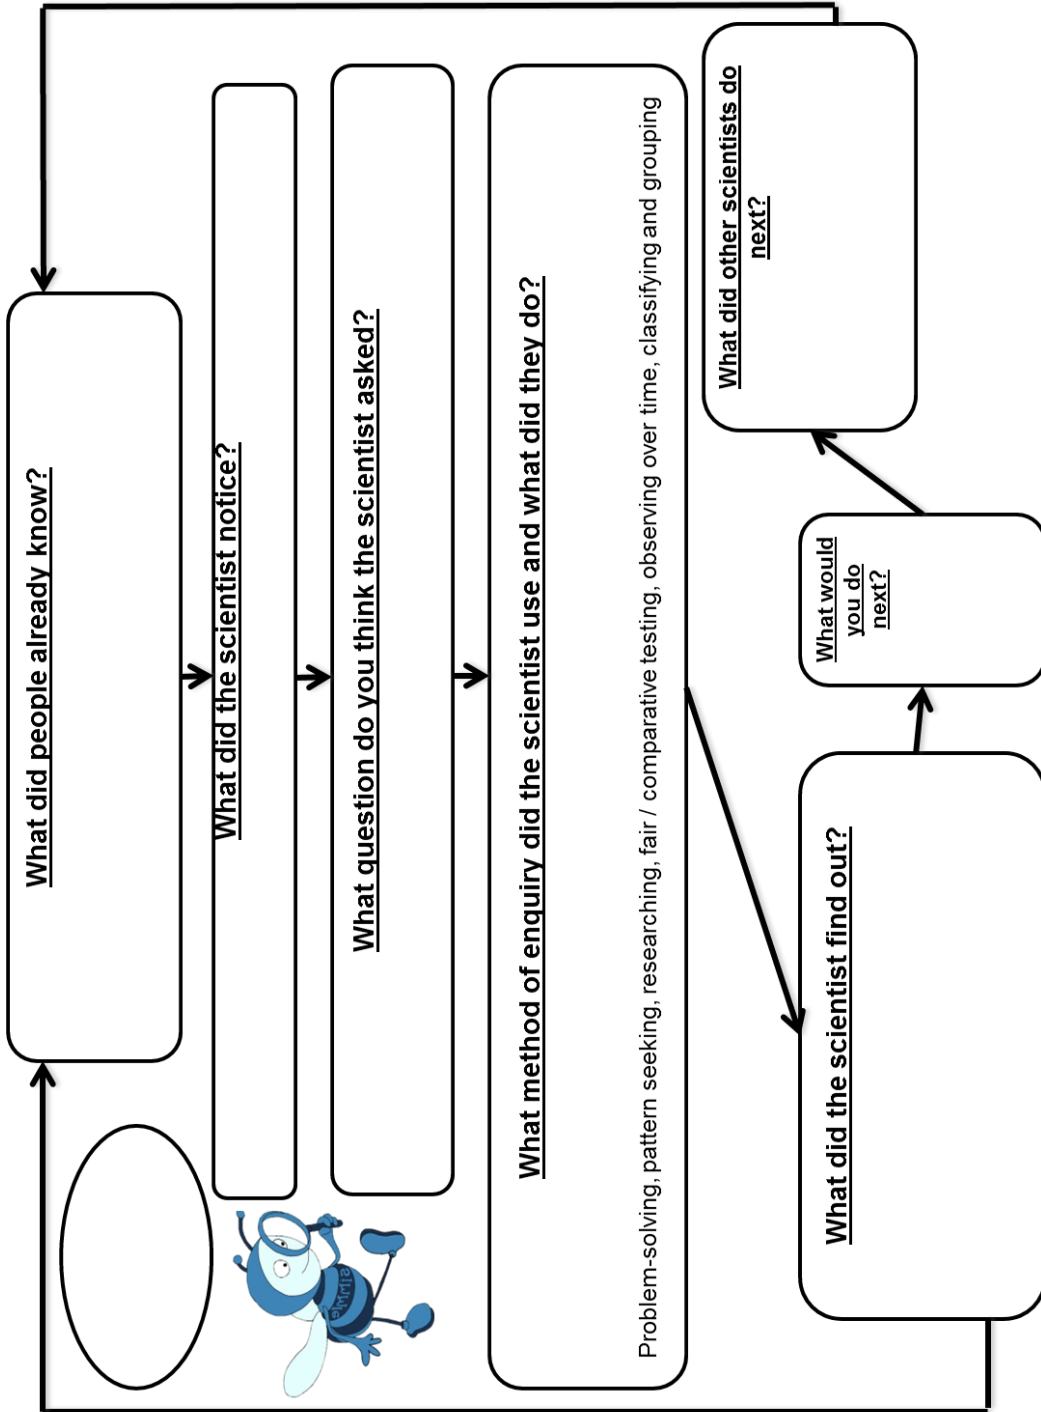 What did people already know?
What did the scientist notice?
What question do you think the scientist asked?
What method of enquiry did the scientist use and what did they do?
Problem-solving, pattern seeking, researching, fair / comparative testing, observing over time, classifying and grouping
What did the scientist find out?
What would
you do
next?
What did other scientists do
next?